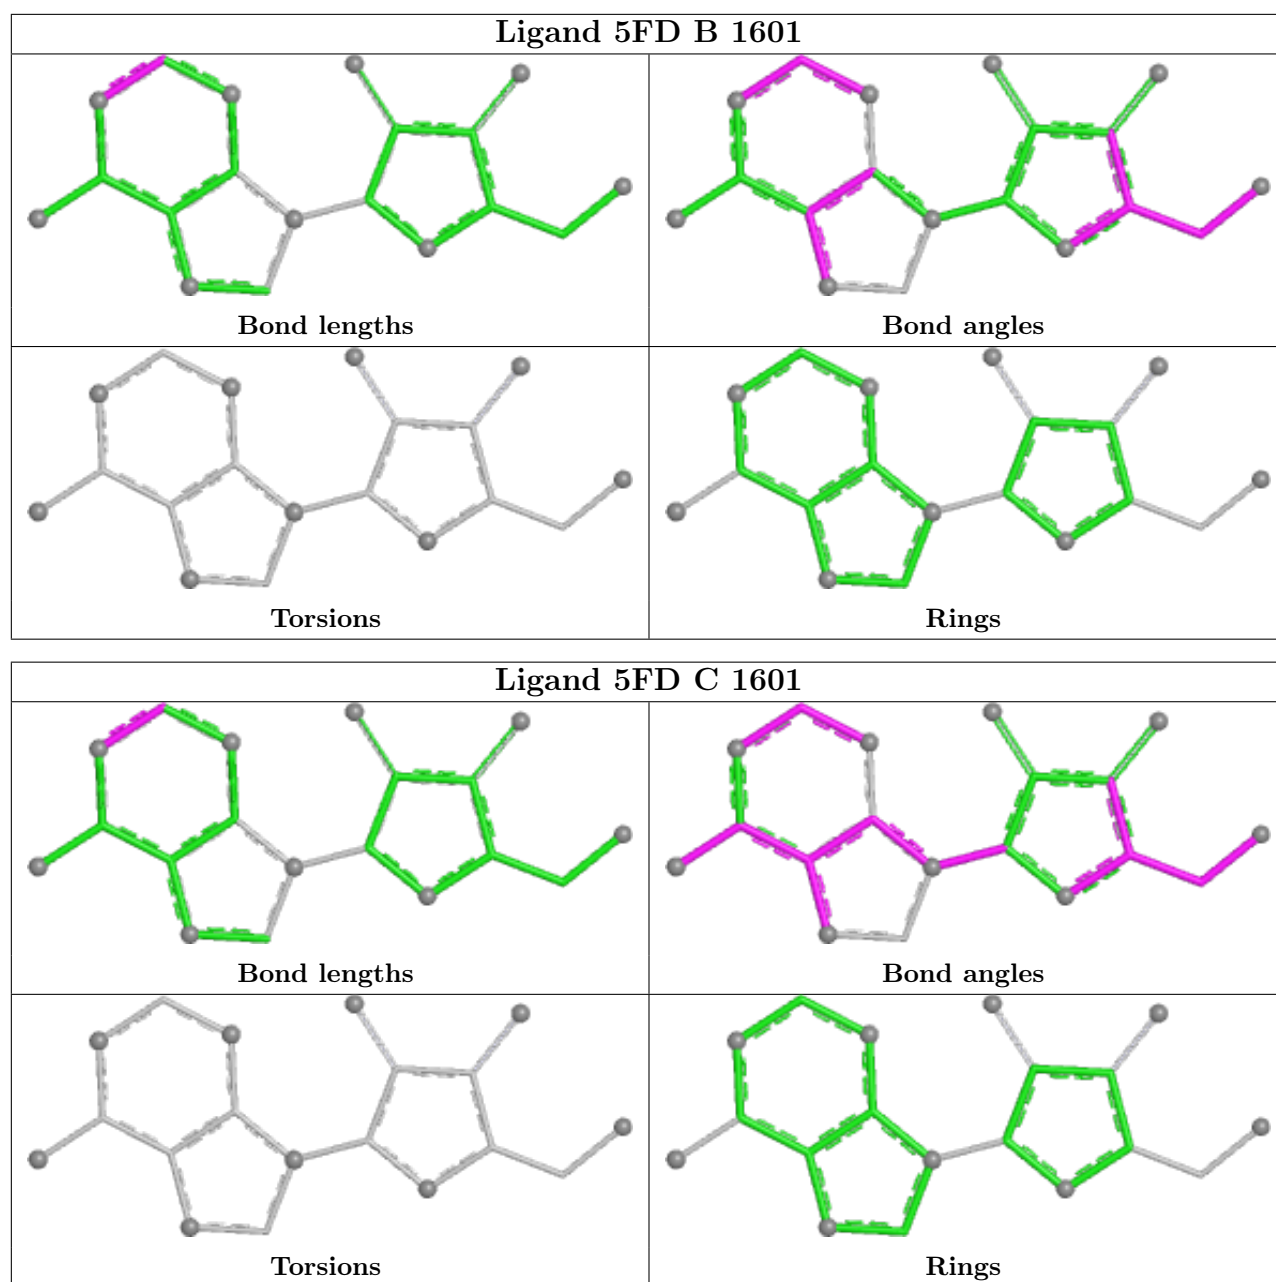 Ligand 5FD B 1601
Bond lengths
Bond angles
Torsions
Rings
Ligand 5FD C 1601
Bond lengths
Bond angles
Torsions
Rings